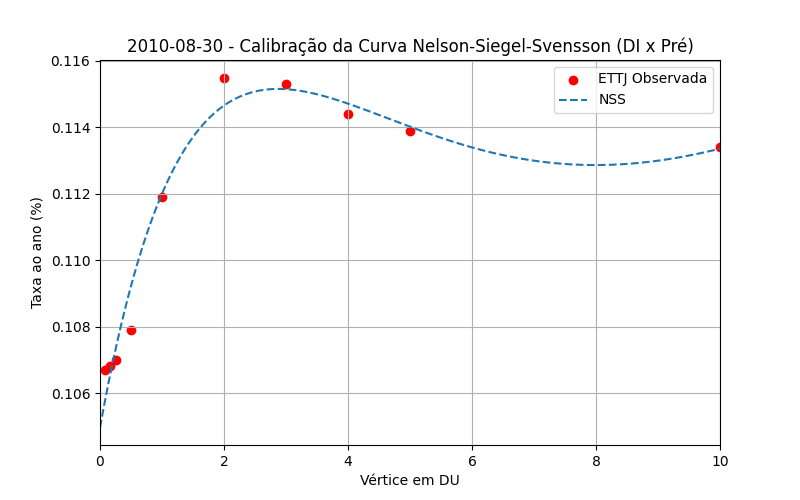 2010-08-30 - Calibração da Curva Nelson-Siegel-Svensson (DI x Pré)
ETTJ Observada
NSS
Taxa ao ano (%)
0.116
0.114
0.112
0.110
0.108
0.106
0 2 4 6 8 10
Vértice em DU